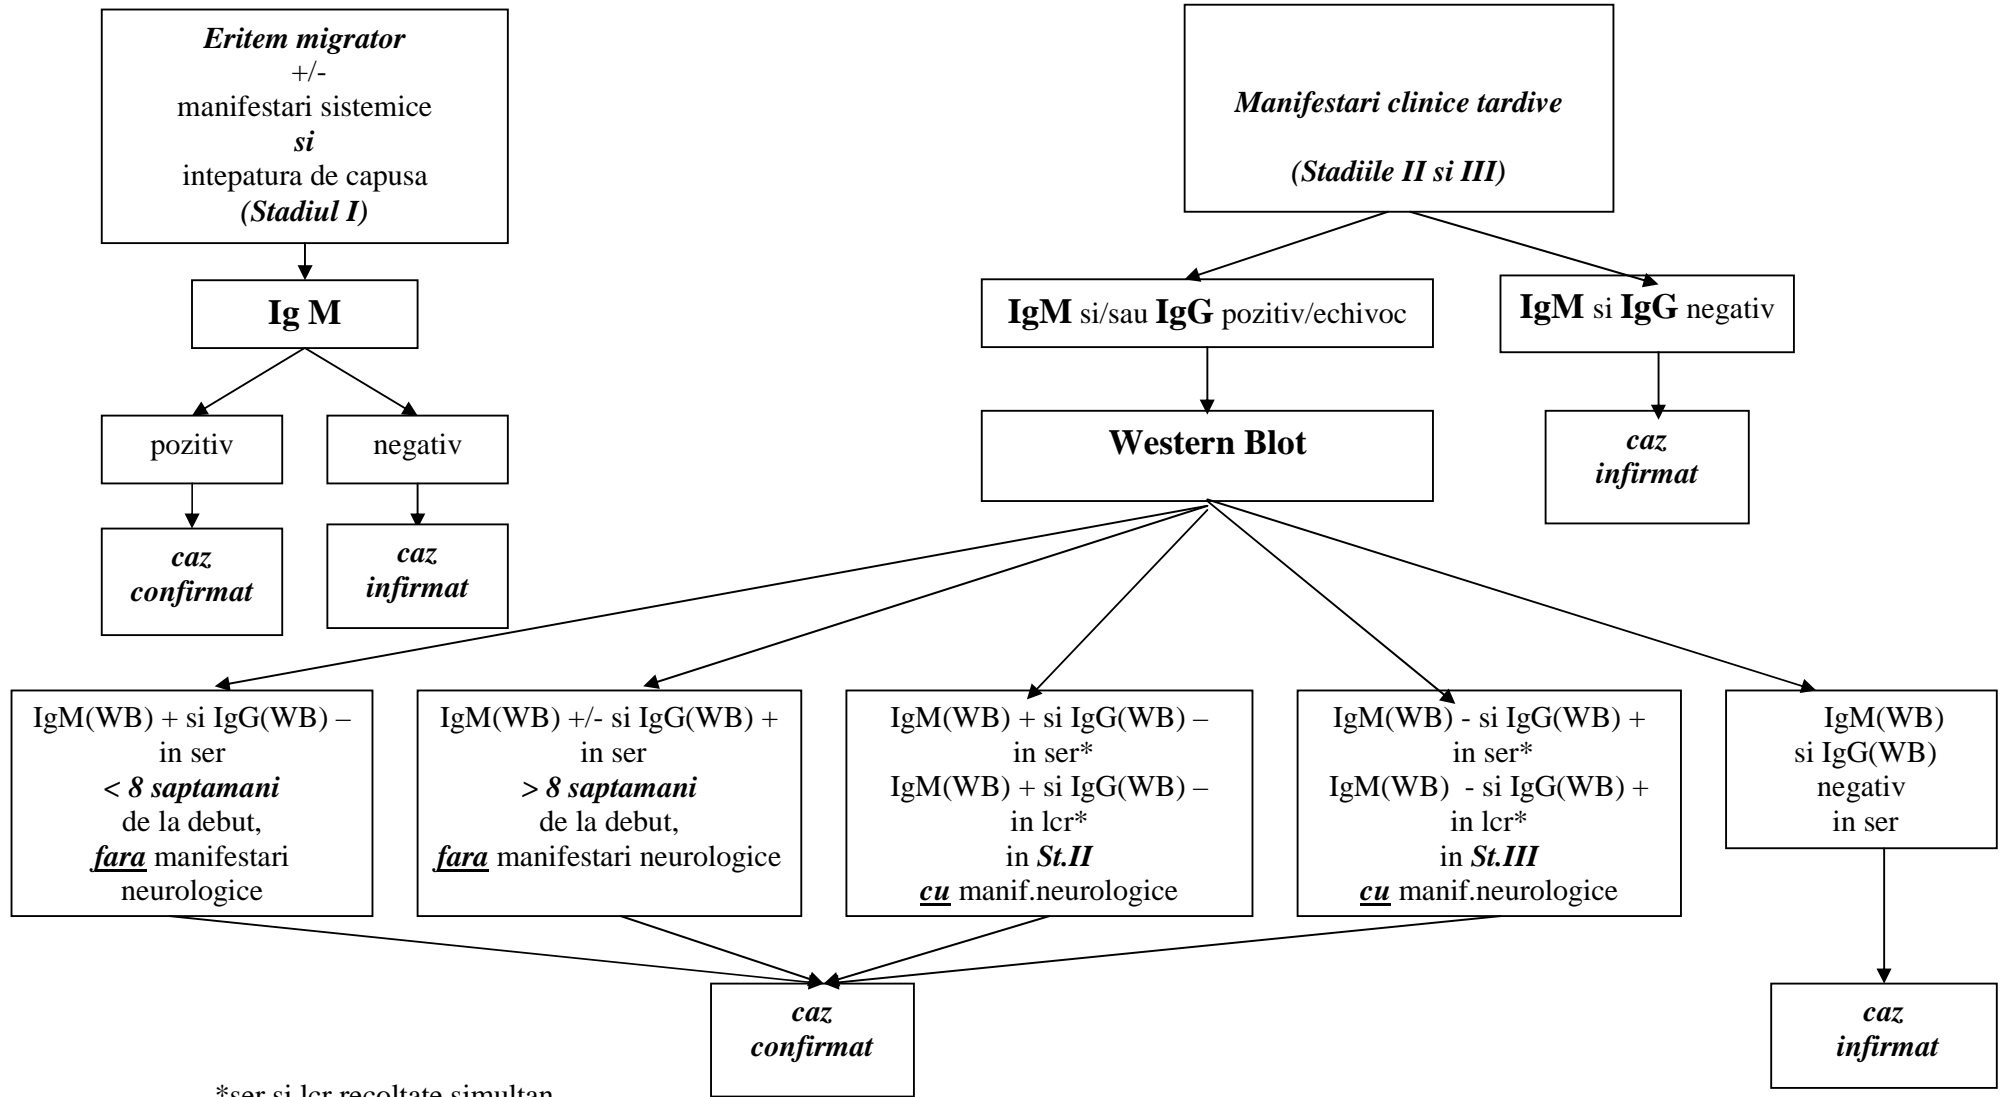 Eritem migrator
+/-
manifestari sistemice
si
intepatura de capusa
(Stadiul I)
Manifestari clinice tardive
(Stadiile II si III)
Ig M
IgM si/sau IgG pozitiv/echivoc
IgM si IgG negativ
pozitiv
negativ
Western Blot
caz
infirmat
caz
confirmat
caz
infirmat
IgM(WB) + si IgG(WB) –
in ser
< 8 saptamani
de la debut,
fara manifestari
neurologice
IgM(WB) +/- si IgG(WB) +
in ser
> 8 saptamani
de la debut,
fara manifestari neurologice
IgM(WB) + si IgG(WB) –
in ser*
IgM(WB) + si IgG(WB) –
in lcr*
in St.II
cu manif.neurologice
IgM(WB) - si IgG(WB) +
in ser*
IgM(WB) - si IgG(WB) +
in lcr*
in St.III
cu manif.neurologice
IgM(WB)
si IgG(WB)
negativ
in ser
caz
confirmat
caz
infirmat
*ser si lcr recoltate simultan